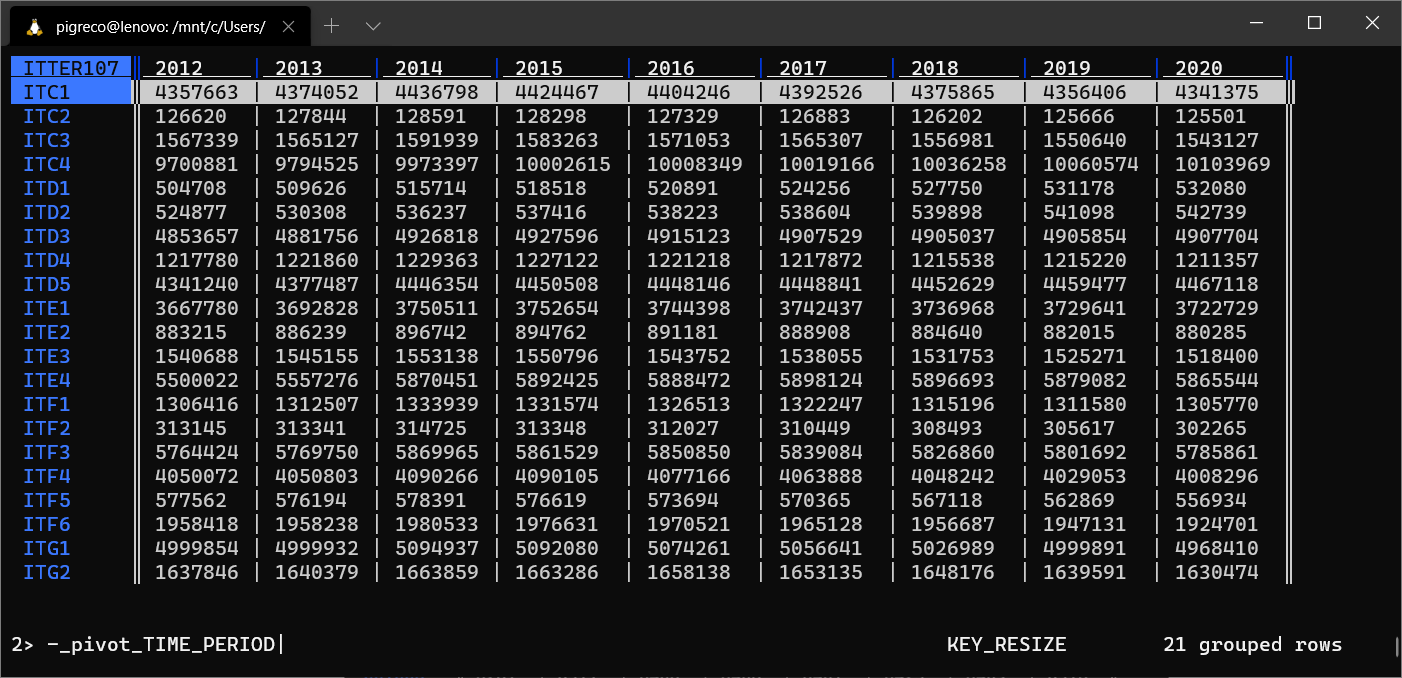 pigreco@lenovo: /mnt/c/Users/
ITTER107 ‖ 2012 | 2013 | 2014 | 2015 | 2016 | 2017 | 2018 | 2019 | 2020 ‖
ITC1 ‖ 4357663 | 4374052 | 4436798 | 4424467 | 4404246 | 4392526 | 4375865 | 4356406 | 4341375 ‖
ITC2 ‖ 126620 | 127844 | 128591 | 128298 | 127329 | 126883 | 126202 | 125666 | 125501 ‖
ITC3 ‖ 1567339 | 1565127 | 1591939 | 1583263 | 1571053 | 1565307 | 1556981 | 1550640 | 1543127 ‖
ITC4 ‖ 9700881 | 9794525 | 9973397 | 10002615 | 10008349 | 10019166 | 10036258 | 10060574 | 10103969 ‖
ITD1 ‖ 504708 | 509626 | 515714 | 518518 | 520891 | 524256 | 527750 | 531178 | 532080 ‖
ITD2 ‖ 524877 | 530308 | 536237 | 537416 | 538223 | 538604 | 539898 | 541098 | 542739 ‖
ITD3 ‖ 4853657 | 4881756 | 4926818 | 4927596 | 4915123 | 4907529 | 4905037 | 4905854 | 4907704 ‖
ITD4 ‖ 1217780 | 1221860 | 1229363 | 1227122 | 1221218 | 1217872 | 1215538 | 1215220 | 1211357 ‖
ITD5 ‖ 4341240 | 4377487 | 4446354 | 4450508 | 4448146 | 4448841 | 4452629 | 4459477 | 4467118 ‖
ITE1 ‖ 3667780 | 3692828 | 3750511 | 3752654 | 3744398 | 3742437 | 3736968 | 3729641 | 3722729 ‖
ITE2 ‖ 883215 | 886239 | 896742 | 894762 | 891181 | 888908 | 884640 | 882015 | 880285 ‖
ITE3 ‖ 1540688 | 1545155 | 1553138 | 1550796 | 1543752 | 1538055 | 1531753 | 1525271 | 1518400 ‖
ITE4 ‖ 5500022 | 5557276 | 5870451 | 5892425 | 5888472 | 5898124 | 5896693 | 5879082 | 5865544 ‖
ITF1 ‖ 1306416 | 1312507 | 1333939 | 1331574 | 1326513 | 1322247 | 1315196 | 1311580 | 1305770 ‖
ITF2 ‖ 313145 | 313341 | 314725 | 313348 | 312027 | 310449 | 308493 | 305617 | 302265 ‖
ITF3 ‖ 5764424 | 5769750 | 5869965 | 5861529 | 5850850 | 5839084 | 5826860 | 5801692 | 5785861 ‖
ITF4 ‖ 4050072 | 4050803 | 4090266 | 4090105 | 4077166 | 4063888 | 4048242 | 4029053 | 4008296 ‖
ITF5 ‖ 577562 | 576194 | 578391 | 576619 | 573694 | 570365 | 567118 | 562869 | 556934 ‖
ITF6 ‖ 1958418 | 1958238 | 1980533 | 1976631 | 1970521 | 1965128 | 1956687 | 1947131 | 1924701 ‖
ITG1 ‖ 4999854 | 4999932 | 5094937 | 5092080 | 5074261 | 5056641 | 5026989 | 4999891 | 4968410 ‖
ITG2 ‖ 1637846 | 1640379 | 1663859 | 1663286 | 1658138 | 1653135 | 1648176 | 1639591 | 1630474 ‖
2> -_pivot_TIME_PERIOD| KEY_RESIZE 21 grouped rows